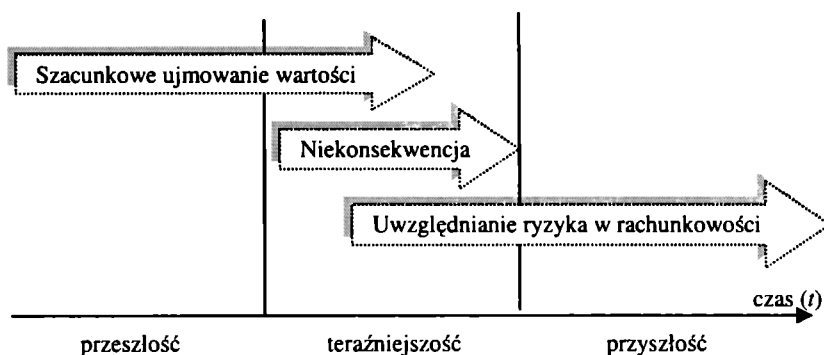 Szacunkowe ujmowanie wartości
Niekonsekwencja
Uwzględnianie ryzyka w rachunkowości
czas (t)
przeszłość teraźniejszość przyszłość